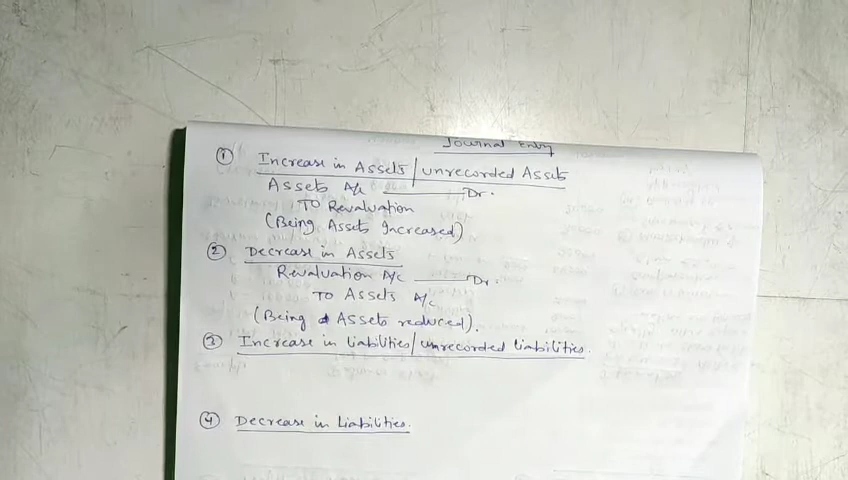 Journal Entry
① Increase in Assets/unrecorded Assets
Assets A/c ———— Dr.
TO Revaluation
(Being Assets Increased)
② Decrease in Assets
Revaluation A/c ——— Dr.
TO Assets A/c
(Being Assets reduced).
③ Increase in liabilities/unrecorded liabilities.
④ Decrease in Liabilities.